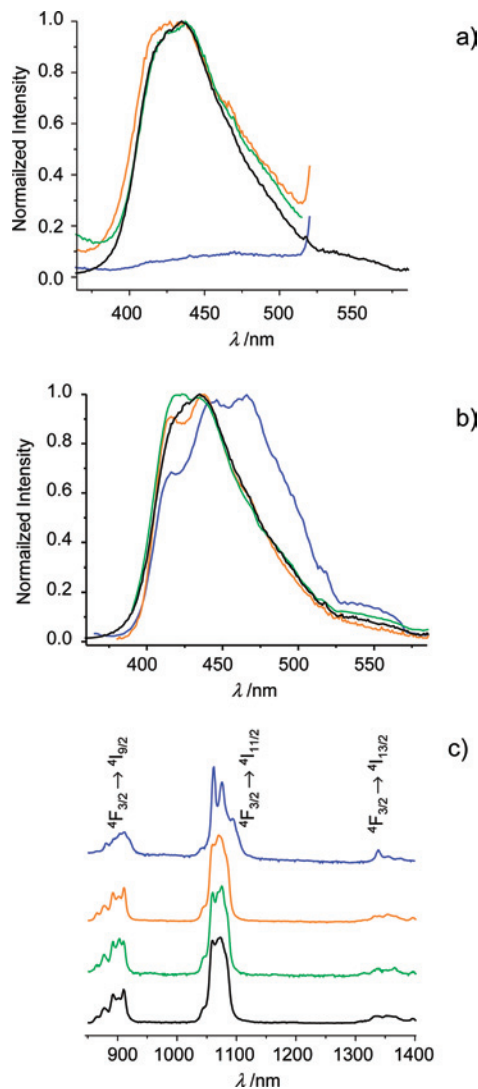 a)
Normailzed Intensity
1.0
0.8
0.6
0.4
0.2
0.0
400 450 500 550
λ /nm
b)
Normailzed Intensity
1.0
0.8
0.6
0.4
0.2
0.0
400 450 500 550
λ /nm
c)
⁴F₃/₂ → ⁴I₉/₂
⁴F₃/₂ → ⁴I₁₁/₂
⁴F₃/₂ → ⁴I₁₃/₂
900 1000 1100 1200 1300 1400
λ /nm